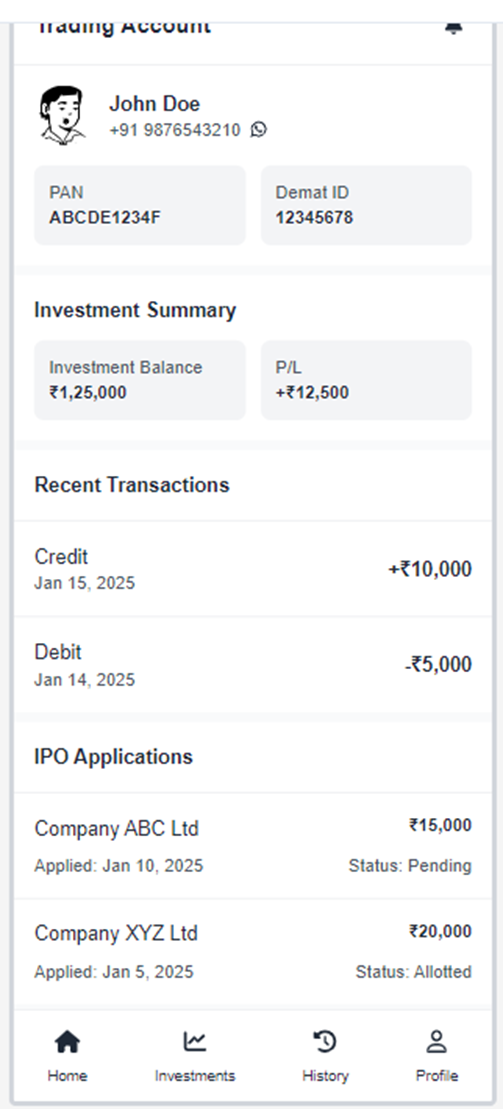 Trading Account
John Doe
+91 9876543210
PAN
ABCDE1234F
Demat ID
12345678
Investment Summary
Investment Balance
₹1,25,000
P/L
+₹12,500
Recent Transactions
Credit
+₹10,000
Jan 15, 2025
Debit
-₹5,000
Jan 14, 2025
IPO Applications
Company ABC Ltd
₹15,000
Applied: Jan 10, 2025
Status: Pending
Company XYZ Ltd
₹20,000
Applied: Jan 5, 2025
Status: Allotted
Home
Investments
History
Profile